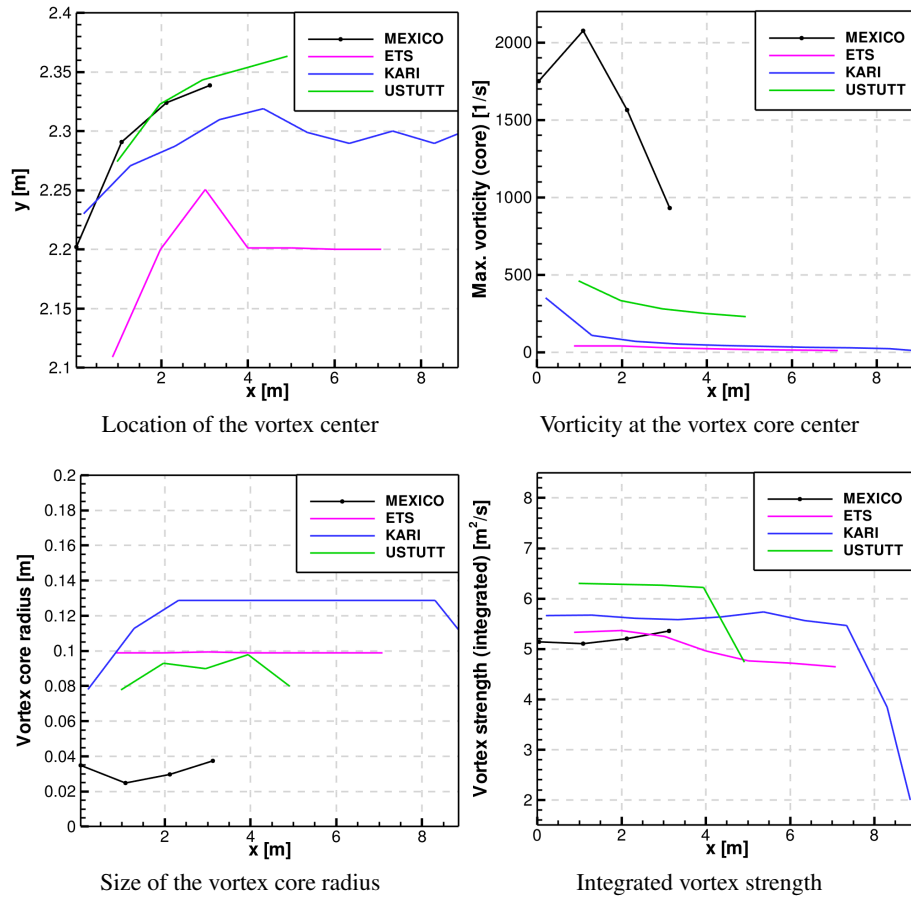 2.4
2.35
2.3
2.25
2.2
2.15
2.1
y [m]
2
4
6
8
x [m]
MEXICO
ETS
KARI
USTUTT
Location of the vortex center
2000
1500
1000
500
0
Max. vorticity (core) [1/s]
0
2
4
6
8
x [m]
MEXICO
ETS
KARI
USTUTT
Vorticity at the vortex core center
0.2
0.18
0.16
0.14
0.12
0.1
0.08
0.06
0.04
0.02
0
Vortex core radius [m]
2
4
6
8
x [m]
MEXICO
ETS
KARI
USTUTT
Size of the vortex core radius
8
7
6
5
4
3
2
Vortex strength (integrated) [m²/s]
0
2
4
6
8
x [m]
MEXICO
ETS
KARI
USTUTT
Integrated vortex strength